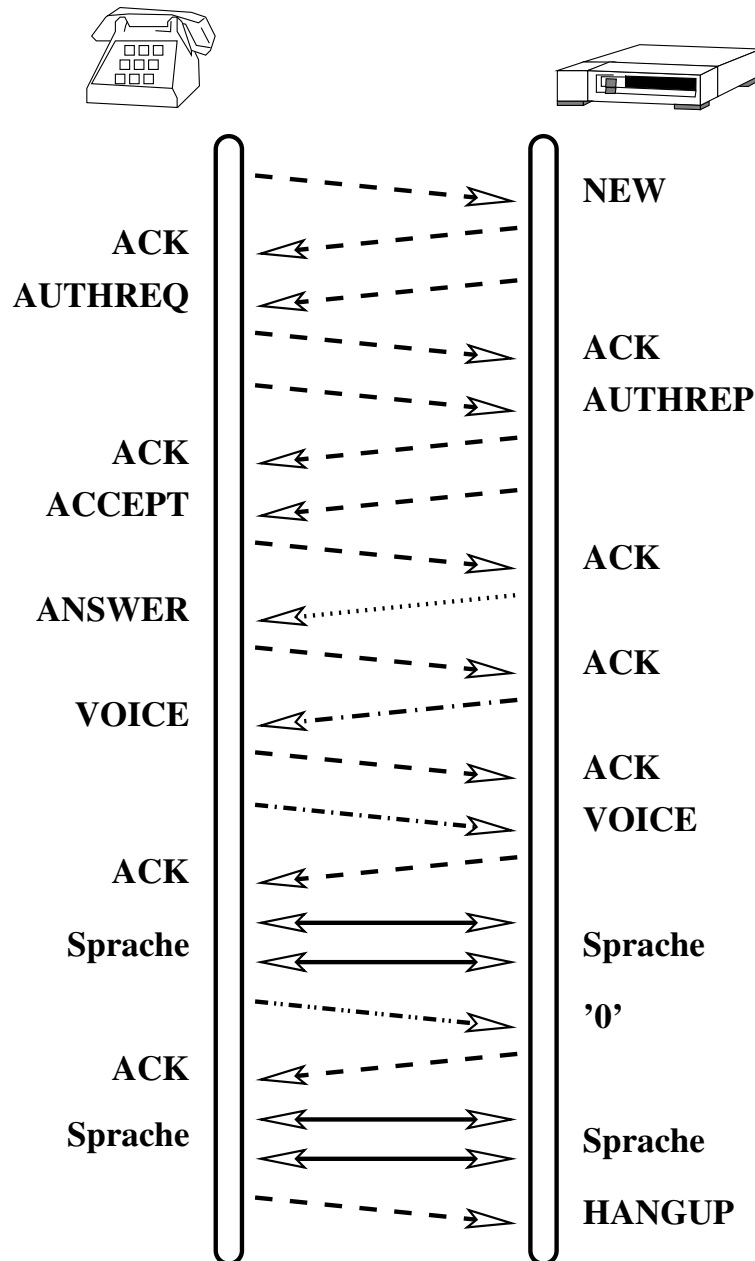 NEW
ACK
AUTHREQ
ACK
AUTHREP
ACK
ACCEPT
ACK
ANSWER
ACK
VOICE
ACK
VOICE
ACK
Sprache
Sprache
’0’
ACK
Sprache
Sprache
HANGUP